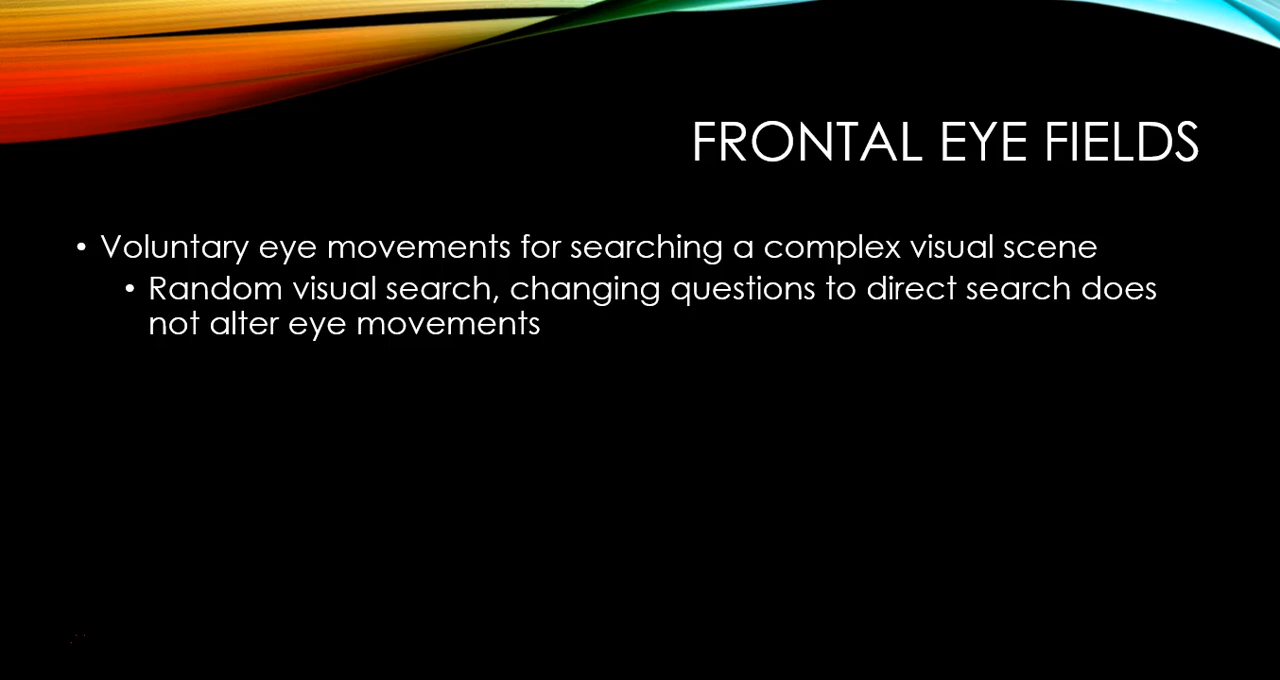 FRONTAL EYE FIELDS
• Voluntary eye movements for searching a complex visual scene
• Random visual search, changing questions to direct search does
not alter eye movements